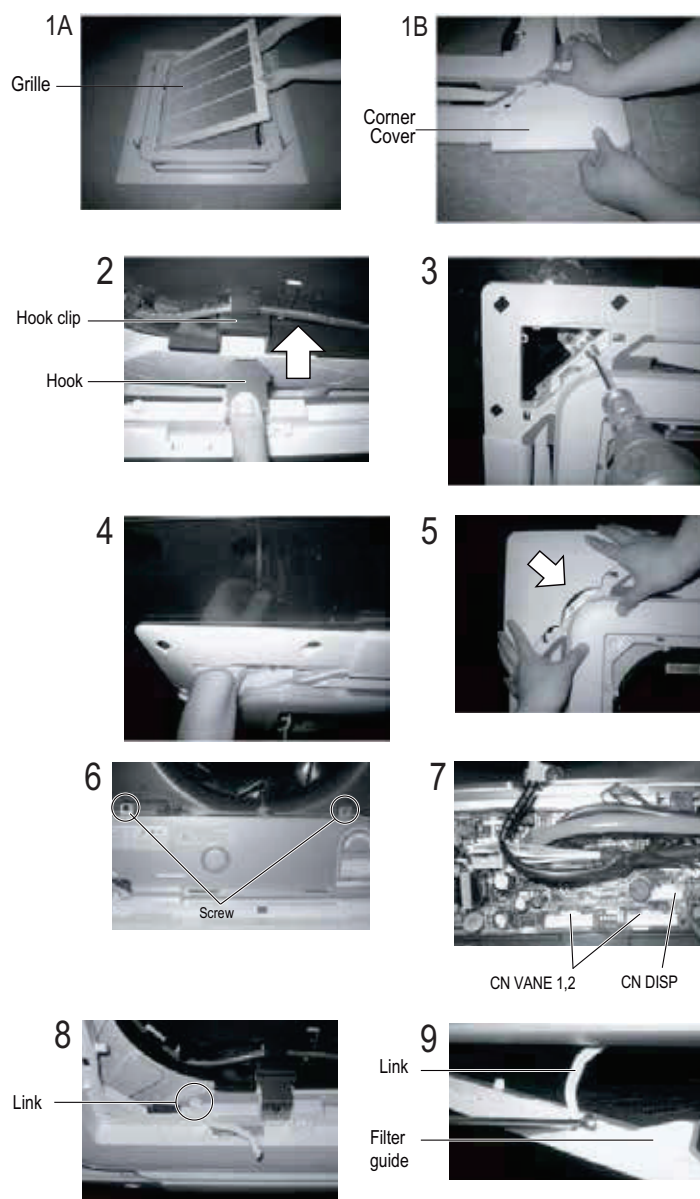 1A
Grille
1B
Corner
Cover
2
Hook clip
Hook
3
4
5
6
Screw
7
CN VANE 1,2
CN DISP
8
Link
9
Link
Filter
guide